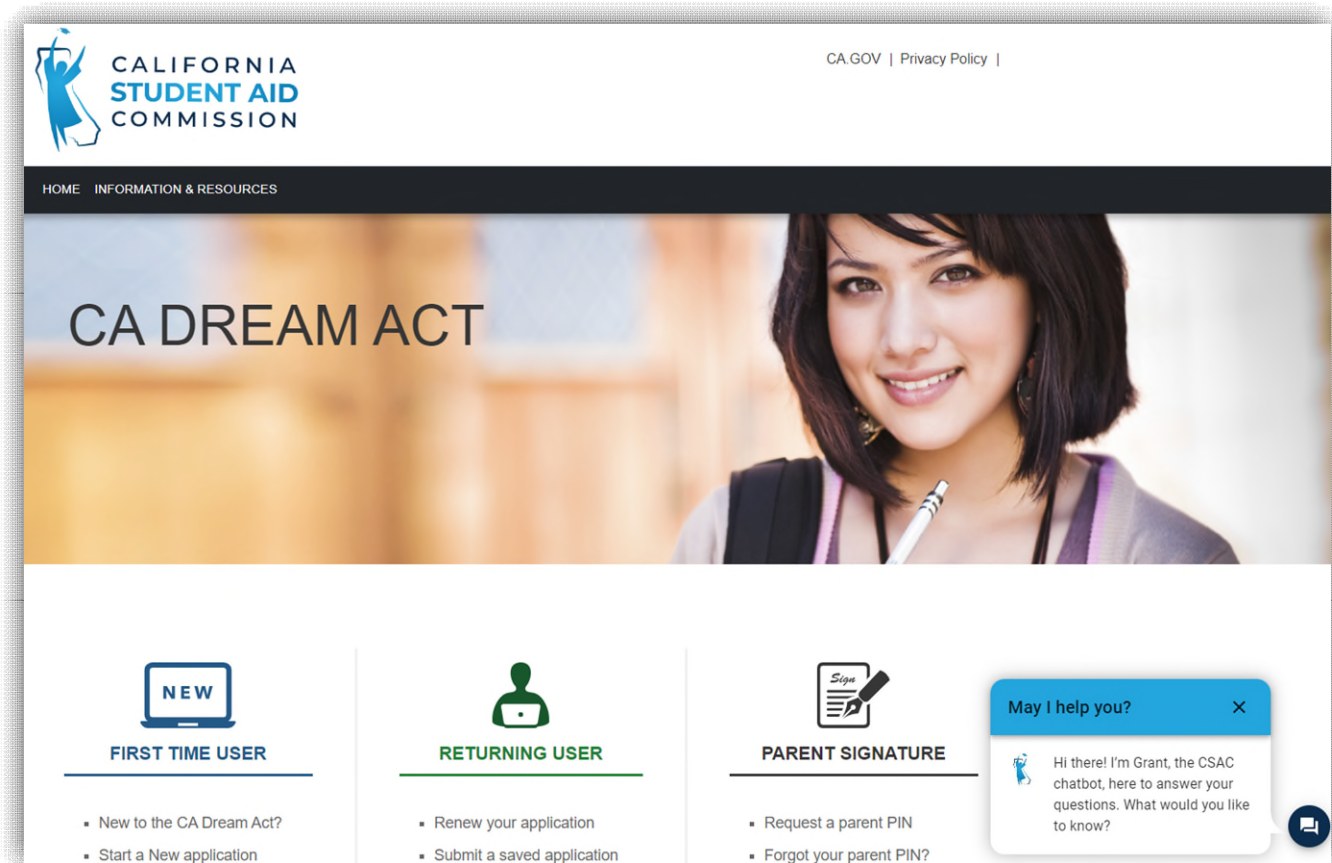 CALIFORNIA
STUDENT AID
COMMISSION
CA.GOV | Privacy Policy |
HOME INFORMATION & RESOURCES
CA DREAM ACT
NEW
FIRST TIME USER
New to the CA Dream Act?
Start a New application
RETURNING USER
Renew your application
Submit a saved application
Sign
PARENT SIGNATURE
Request a parent PIN
Forgot your parent PIN?
May I help you?
Hi there! I'm Grant, the CSAC
chatbot, here to answer your
questions. What would you like
to know?